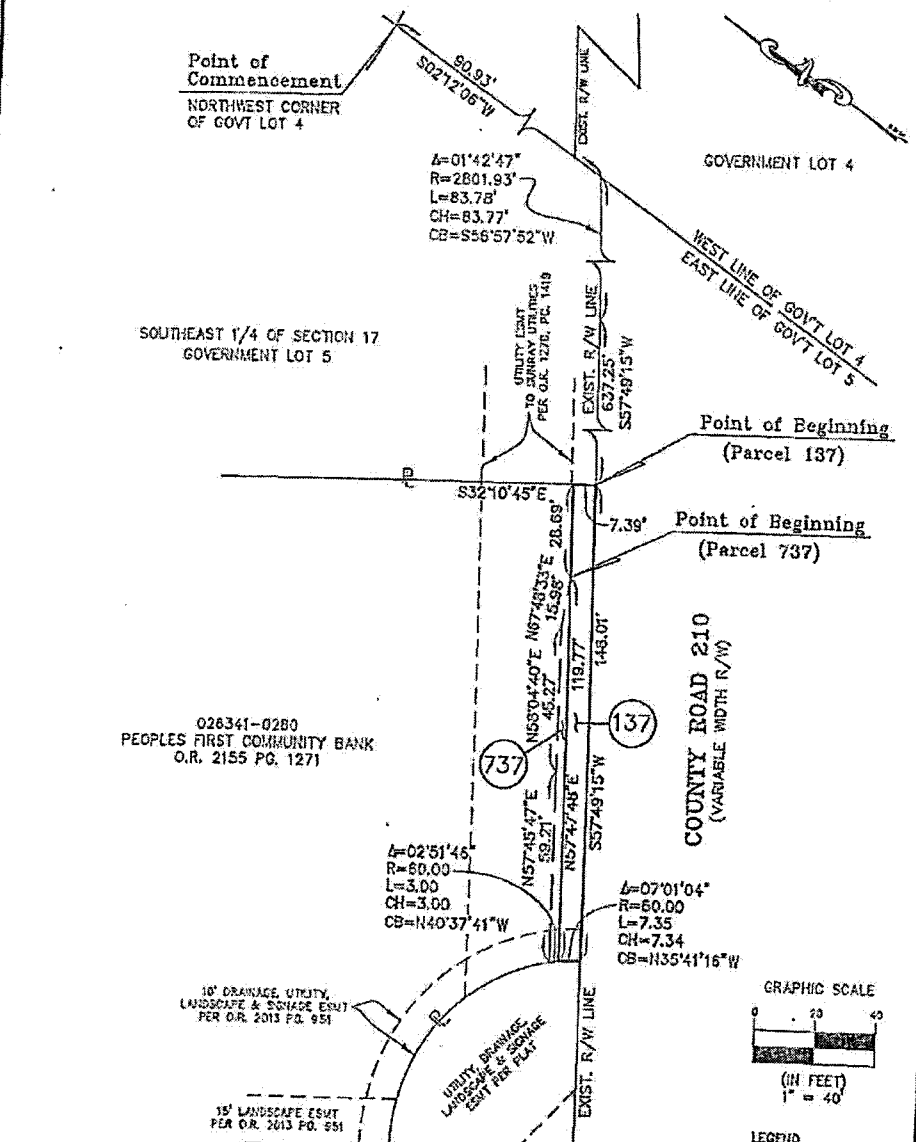 Point of
Commencement
NORTHWEST CORNER
OF GOVT LOT 4
90.93'
S02°12'06"W
EXIST. R/W LINE
GOVERNMENT LOT 4
Δ=01°42'47"
R=2801.93'
L=83.78'
CH=83.77'
CB=S56°57'52"W
WEST LINE OF GOV'T LOT 4
EAST LINE OF GOV'T LOT 5
SOUTHEAST 1/4 OF SECTION 17
GOVERNMENT LOT 5
UTILITY ESMT
TO SUNRAY UTILITIES
PER O.R. 1278, PG. 1419
EXIST. R/W LINE
637.25'
S57°49'15"W
Point of Beginning
(Parcel 137)
S32°10'45"E
7.39'
28.69'
Point of Beginning
(Parcel 737)
N67°48'33"E
15.98'
N58°04'40"E
45.27'
119.77'
148.01'
137
737
COUNTY ROAD 210
(VARIABLE WIDTH R/W)
026341-0280
PEOPLES FIRST COMMUNITY BANK
O.R. 2155 PG. 1271
N57°45'47"E
59.21'
N57°47'48"E
S57°49'15"W
Δ=02°51'46"
R=60.00
L=3.00
CH=3.00
CB=N40°37'41"W
Δ=07°01'04"
R=60.00
L=7.35
CH=7.34
CB=N35°41'16"W
10' DRAINAGE, UTILITY,
LANDSCAPE & SIGNAGE ESMT
PER O.R. 2013 PG. 951
UTILITY, DRAINAGE,
LANDSCAPE & SIGNAGE
ESMT PER PLAT
EXIST. R/W LINE
GRAPHIC SCALE
0 20 40
(IN FEET)
1" = 40'
15' LANDSCAPE ESMT
PER O.R. 2013 PG. 951
LEGEND